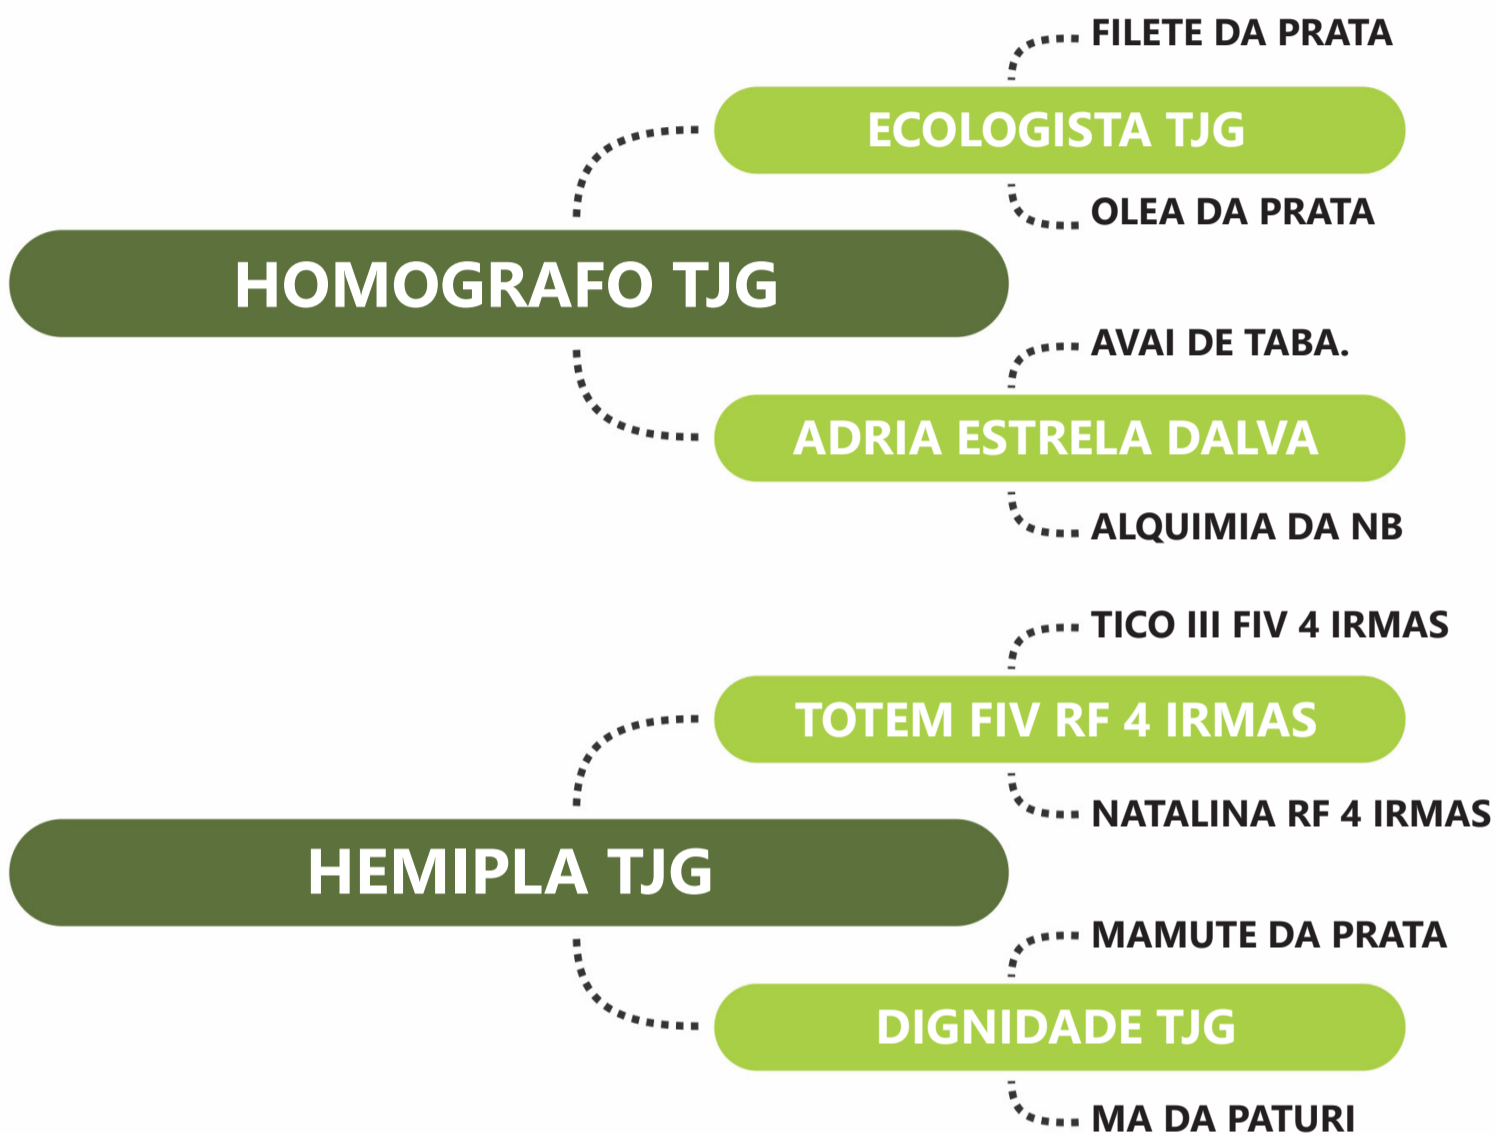 FILETE DA PRATA
ECOLOGISTA TJG
OLEA DA PRATA
HOMOGRAFO TJG
AVAI DE TABA.
ADRIA ESTRELA DALVA
ALQUIMIA DA NB
TICO III FIV 4 IRMAS
TOTEM FIV RF 4 IRMAS
NATALINA RF 4 IRMAS
HEMIPLA TJG
MAMUTE DA PRATA
DIGNIDADE TJG
MA DA PATURI